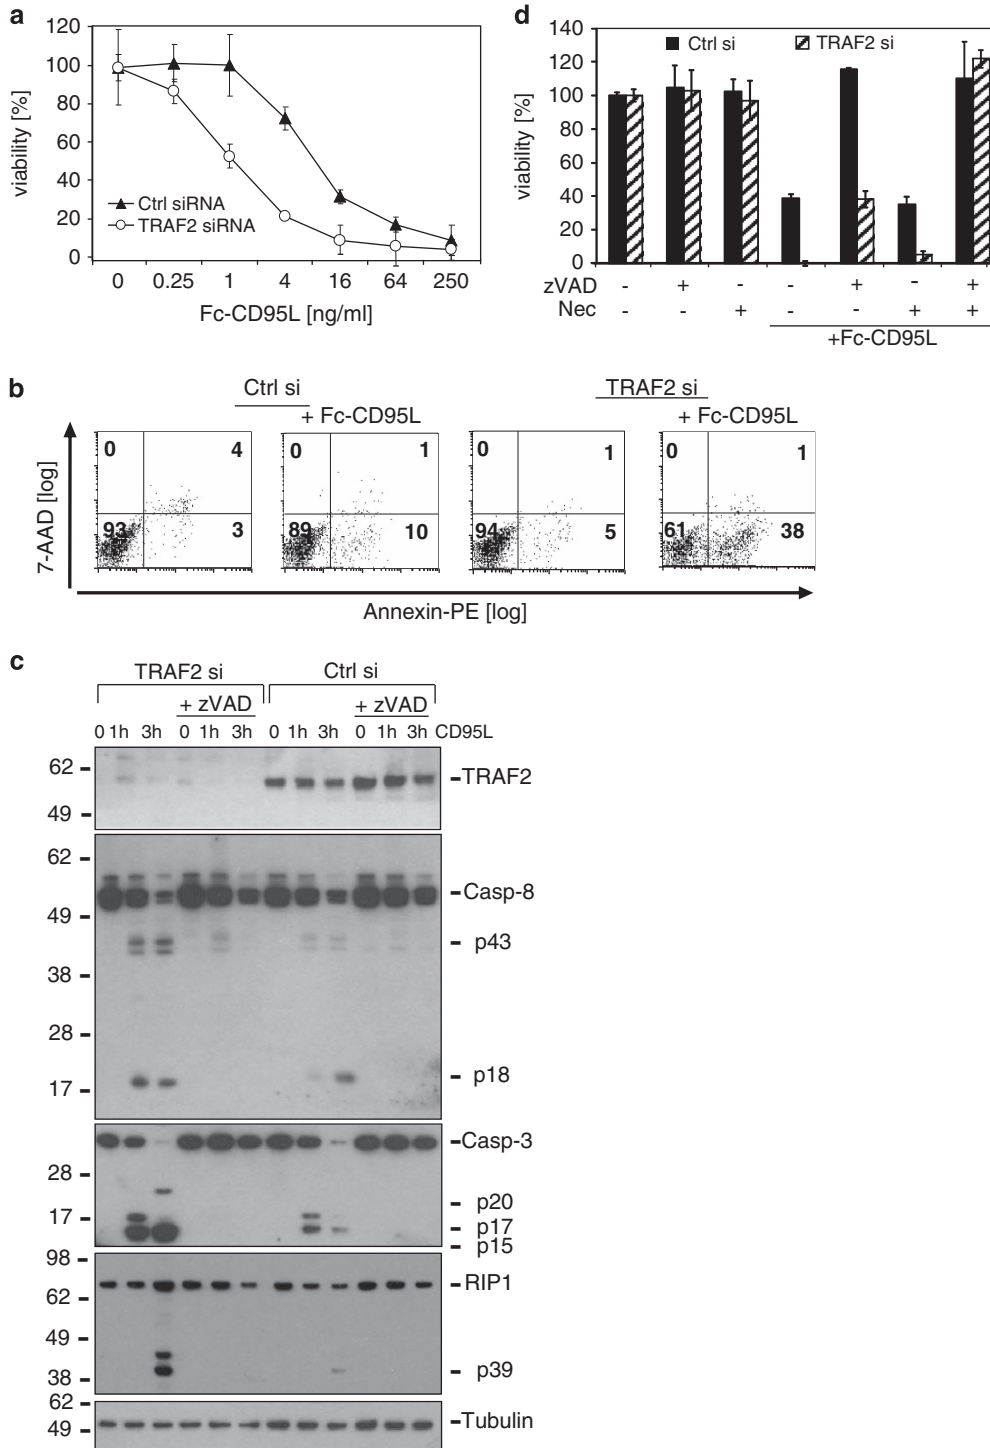 a
120
100
80
60
40
20
0
viability [%]
Ctrl siRNA
TRAF2 siRNA
0 0.25 1 4 16 64 250
Fc-CD95L [ng/ml]
d
140
120
100
80
60
40
20
0
viability [%]
Ctrl si TRAF2 si
zVAD - + - - + - +
Nec - - + - - + +
+Fc-CD95L
b
Ctrl si TRAF2 si
+ Fc-CD95L + Fc-CD95L
7-AAD [log]
0 4 0 1 0 1 0 1
93 3 89 10 94 5 61 38
Annexin-PE [log]
c
TRAF2 si Ctrl si
+ zVAD + zVAD
0 1h 3h 0 1h 3h 0 1h 3h 0 1h 3h CD95L
62
49
TRAF2
62
49
38
28
17
Casp-8
p43
p18
28
17
Casp-3
p20
p17
p15
98
62
49
38
RIP1
p39
62
49
Tubulin